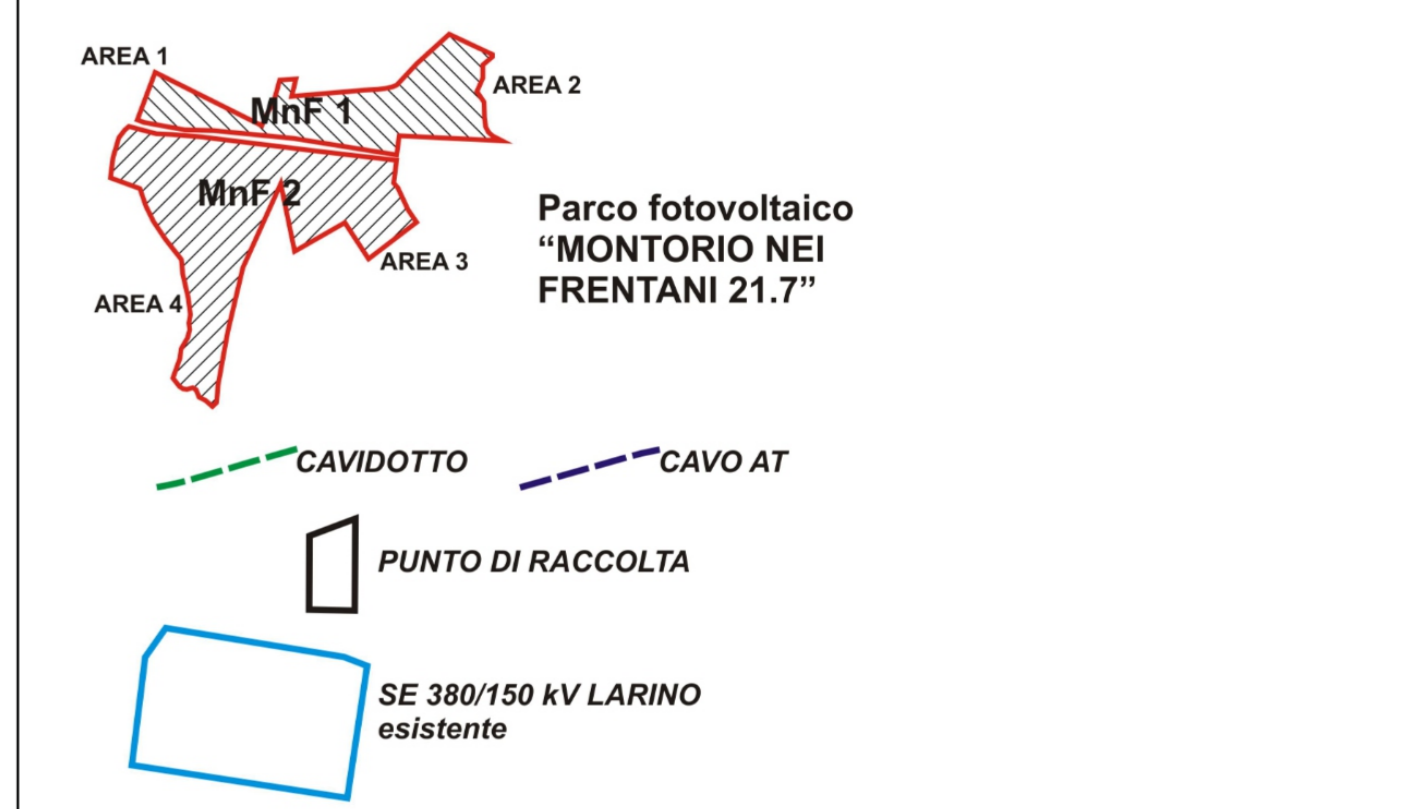 AREA 1
AREA 2
MnF 1
MnF 2
AREA 3
AREA 4
Parco fotovoltaico
“MONTORIO NEI
FRENTANI 21.7”
CAVIDOTTO
CAVO AT
PUNTO DI RACCOLTA
SE 380/150 kV LARINO
esistente